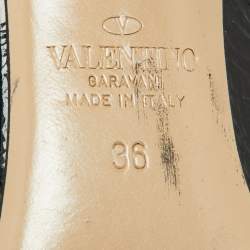 VALENTINO
GARAVANI
MADE IN ITALY
36